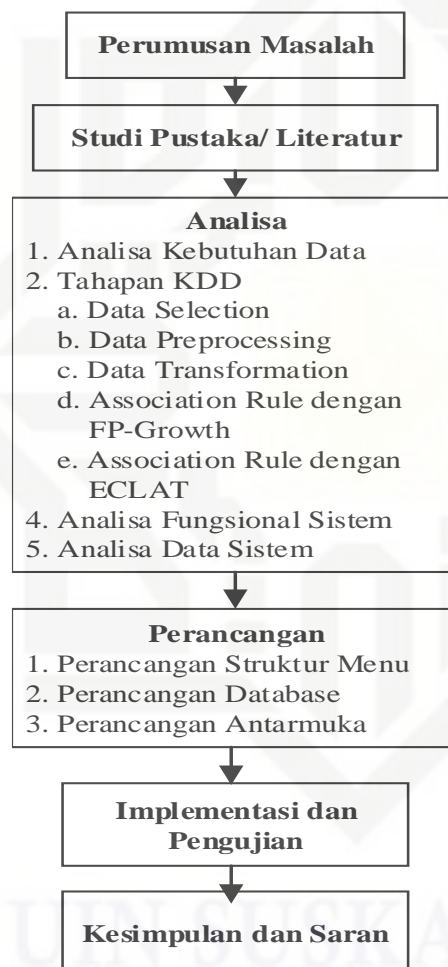 Perumusan Masalah
Studi Pustaka/ Literatur
Analisa
1. Analisa Kebutuhan Data
2. Tahapan KDD
a. Data Selection
b. Data Preprocessing
c. Data Transformation
d. Association Rule dengan
FP-Growth
e. Association Rule dengan
ECLAT
4. Analisa Fungsional Sistem
5. Analisa Data Sistem
Perancangan
1. Perancangan Struktur Menu
2. Perancangan Database
3. Perancangan Antarmuka
Implementasi dan
Pengujian
Kesimpulan dan Saran
UIN SUSKA